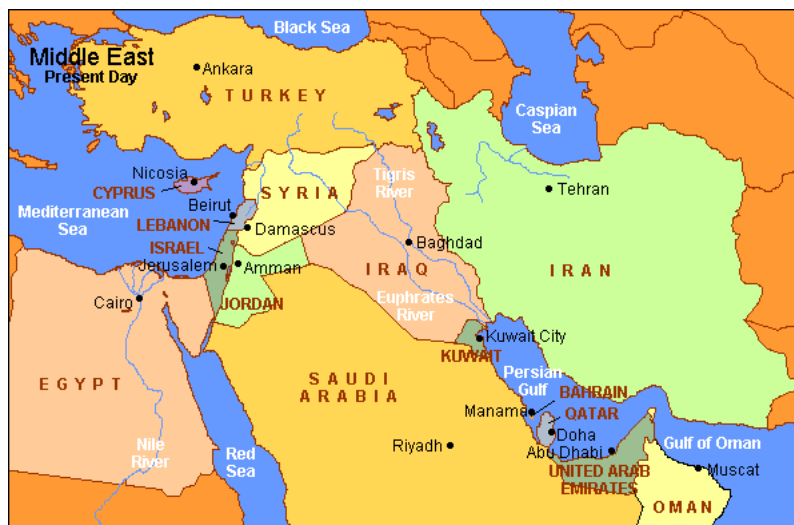 Black Sea
Middle East
Present Day
Ankara
TURKEY
Caspian
Sea
Nicosia
CYPRUS
Tigris
River
SYRIA
Tehran
Mediterranean
Sea
Beirut
LEBANON
Damascus
ISRAEL
Baghdad
Jerusalem
Amman
IRAQ
IRAN
Cairo
JORDAN
Euphrates
River
Kuwait City
KUWAIT
EGYPT
SAUDI
ARABIA
Persian
Gulf
BAHRAIN
Manama
QATAR
Doha
Nile
River
Red
Sea
Riyadh
Abu Dhabi
Gulf of Oman
UNITED ARAB
EMIRATES
Muscat
OMAN